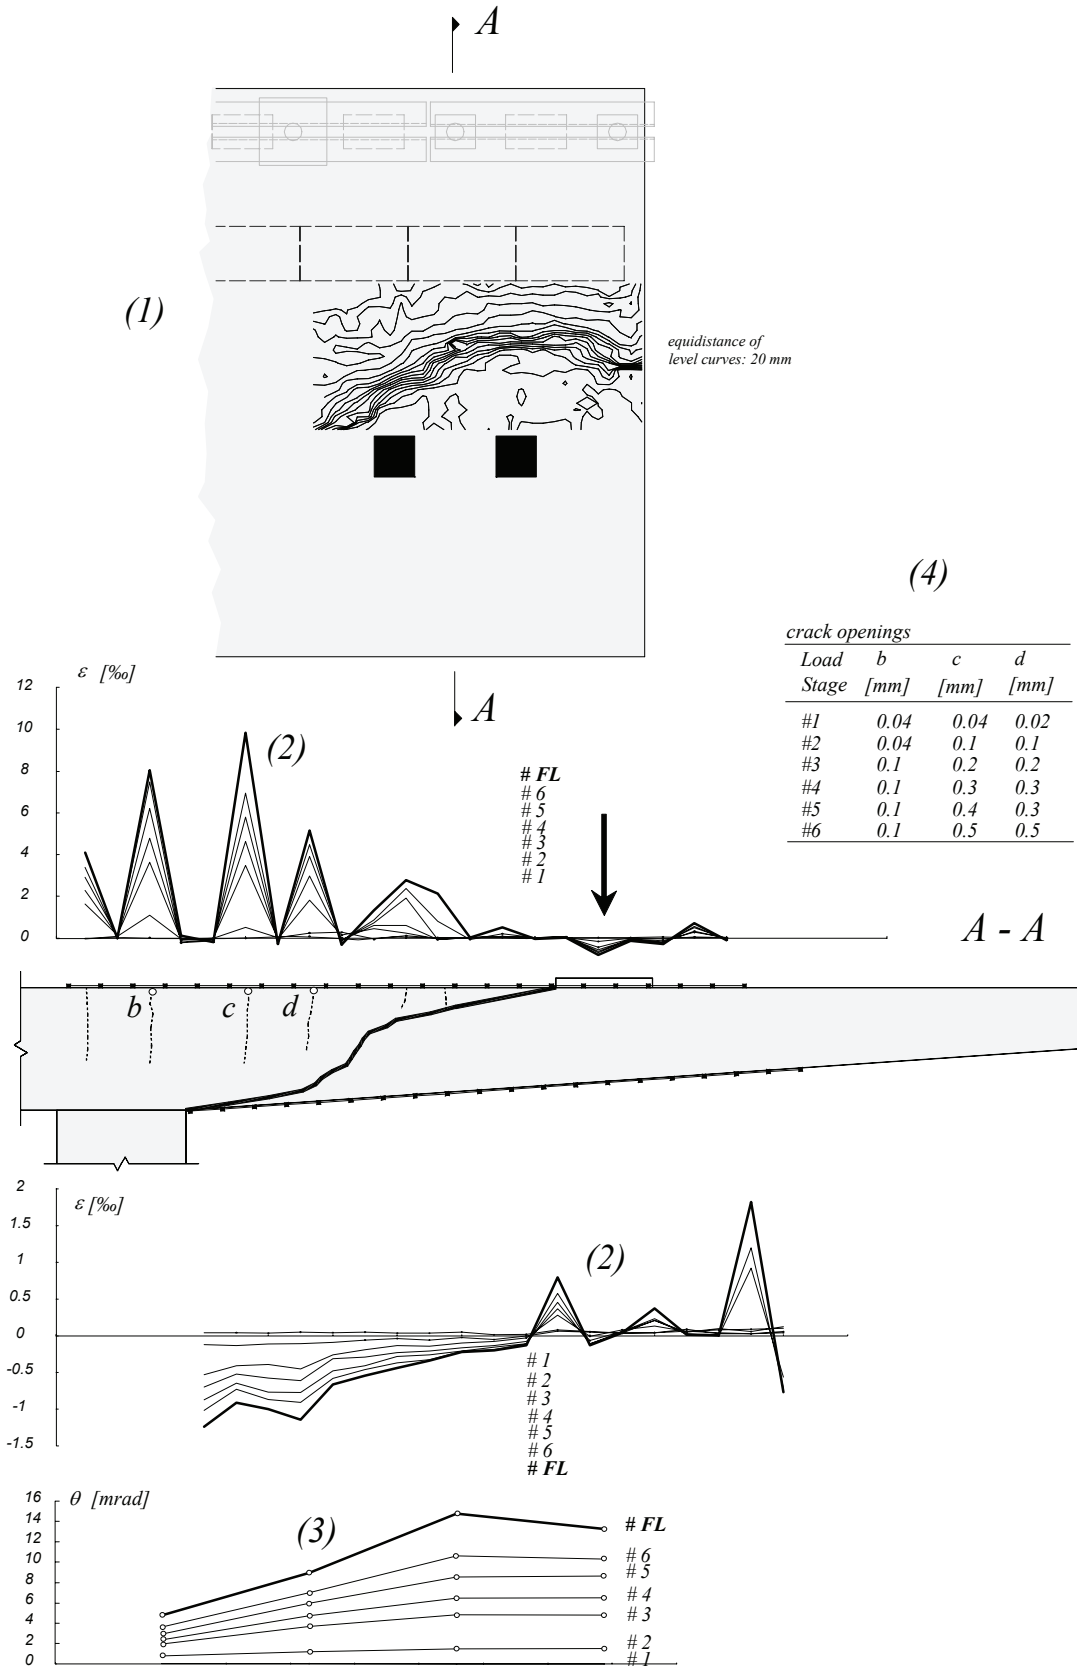 A
(1)
equidistance of
level curves: 20 mm
(4)
crack openings
Load Stage b [mm] c [mm] d [mm]
#1 0.04 0.04 0.02
#2 0.04 0.1 0.1
#3 0.1 0.2 0.2
#4 0.1 0.3 0.3
#5 0.1 0.4 0.3
#6 0.1 0.5 0.5
A
ε [‰]
12
10
8
6
4
2
0
(2)
# FL
# 6
# 5
# 4
# 3
# 2
# 1
A - A
b c d
ε [‰]
2
1.5
1
0.5
0
-0.5
-1
-1.5
(2)
# 1
# 2
# 3
# 4
# 5
# 6
# FL
θ [mrad]
16
14
12
10
8
6
4
2
0
(3)
# FL
# 6
# 5
# 4
# 3
# 2
# 1